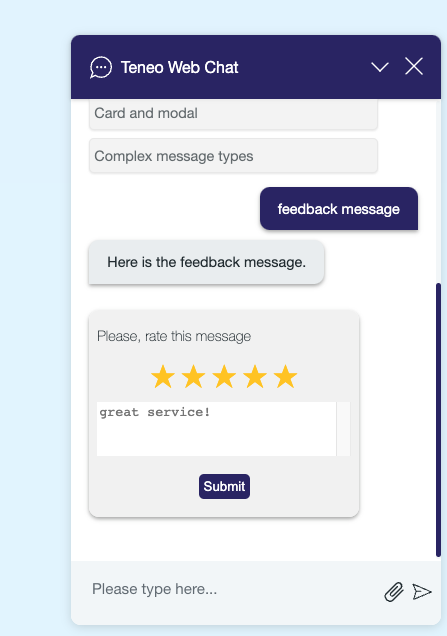 Teneo Web Chat
Card and modal
Complex message types
feedback message
Here is the feedback message.
Please, rate this message
great service!
Submit
Please type here...